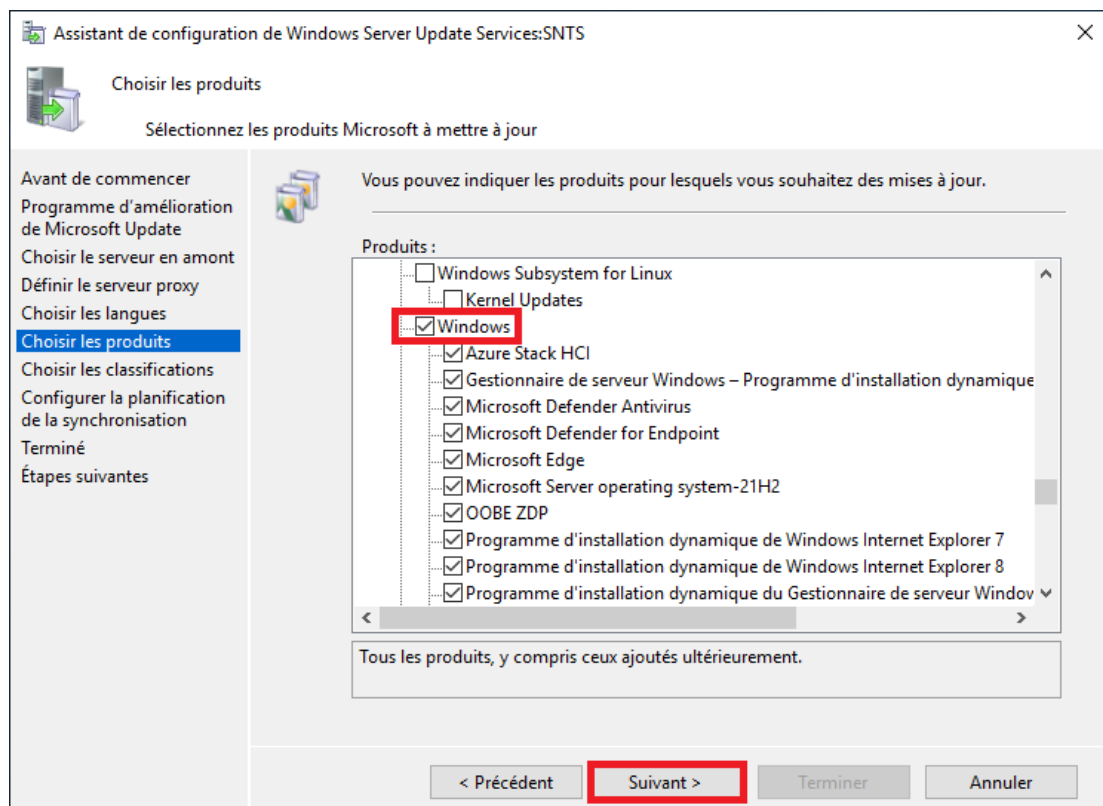 Assistant de configuration de Windows Server Update Services:SNTS
Choisir les produits
Sélectionnez les produits Microsoft à mettre à jour
Avant de commencer
Programme d'amélioration
de Microsoft Update
Choisir le serveur en amont
Définir le serveur proxy
Choisir les langues
Choisir les produits
Choisir les classifications
Configurer la planification
de la synchronisation
Terminé
Étapes suivantes
Vous pouvez indiquer les produits pour lesquels vous souhaitez des mises à jour.
Produits :
Windows Subsystem for Linux
Kernel Updates
Windows
Azure Stack HCI
Gestionnaire de serveur Windows – Programme d'installation dynamique
Microsoft Defender Antivirus
Microsoft Defender for Endpoint
Microsoft Edge
Microsoft Server operating system-21H2
OOBE ZDP
Programme d'installation dynamique de Windows Internet Explorer 7
Programme d'installation dynamique de Windows Internet Explorer 8
Programme d'installation dynamique du Gestionnaire de serveur
Tous les produits, y compris ceux ajoutés ultérieurement.
< Précédent
Suivant >
Terminer
Annuler